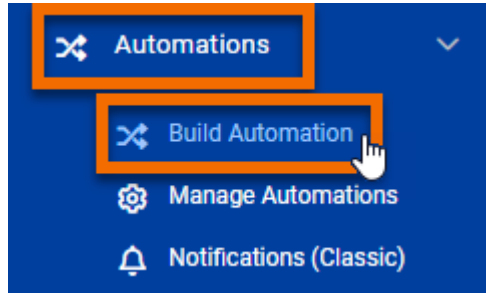 Automations
Build Automation
Manage Automations
Notifications (Classic)